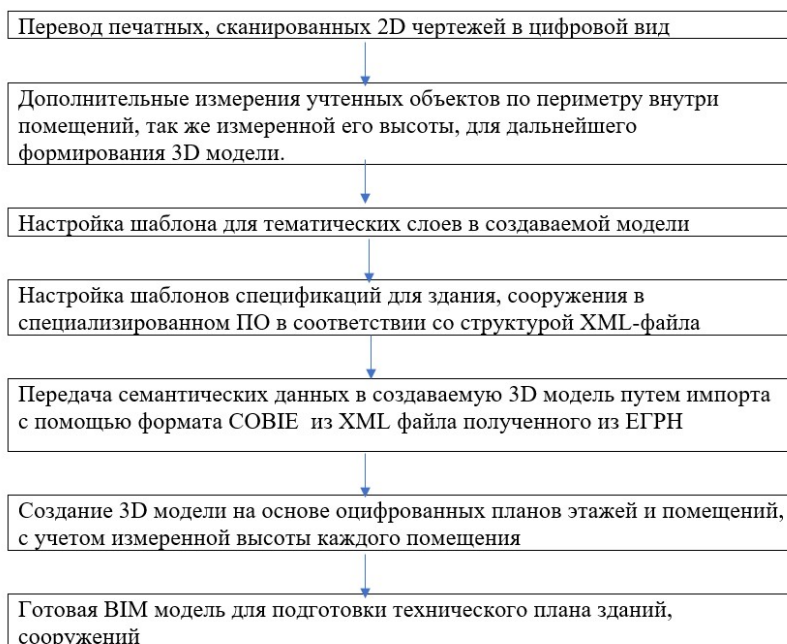 Перевод печатных, сканированных 2D чертежей в цифровой вид
Дополнительные измерения учтенных объектов по периметру внутри
помещений, так же измеренной его высоты, для дальнейшего
формирования 3D модели.
Настройка шаблона для тематических слоев в создаваемой модели
Настройка шаблонов спецификаций для здания, сооружения в
специализированном ПО в соответствии со структурой XML-файла
Передача семантических данных в создаваемую 3D модель путем импорта
с помощью формата COBIE из XML файла полученного из ЕГРН
Создание 3D модели на основе оцифрованных планов этажей и помещений,
с учетом измеренной высоты каждого помещения
Готовая BIM модель для подготовки технического плана зданий,
сооружений